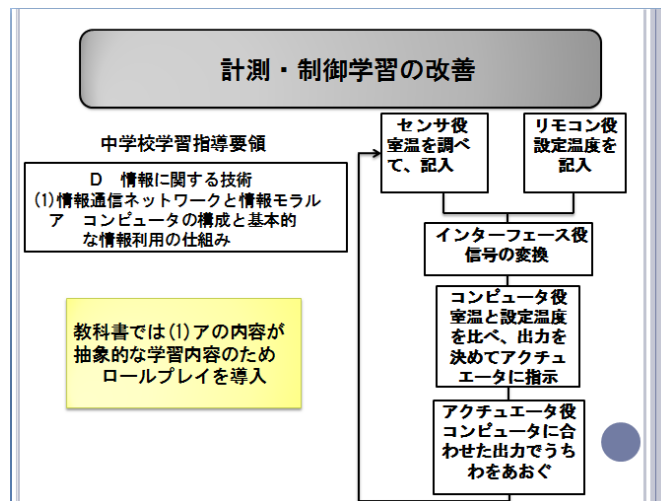 計測・制御学習の改善
中学校学習指導要領
D 情報に関する技術
(1)情報通信ネットワークと情報モラル
ア コンピュータの構成と基本的
な情報利用の仕組み
教科書では(1)アの内容が
抽象的な学習内容のため
ロールプレイを導入
センサ役
室温を調べ
て、記入
リモコン役
設定温度を
記入
インターフェース役
信号の変換
コンピュータ役
室温と設定温度
を比べ、出力を
決めてアクチュ
エータに指示
アクチュエータ役
コンピュータに合
わせた出力でうち
わをあおぐ